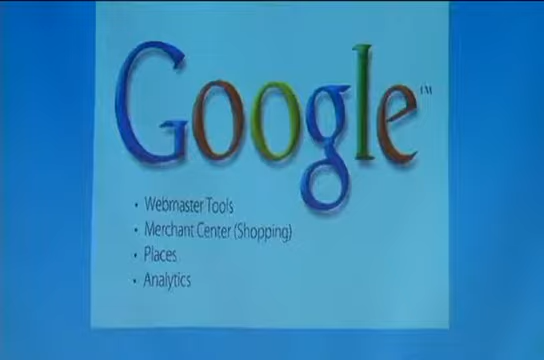 Google™
• Webmaster Tools
• Merchant Center (Shopping)
• Places
• Analytics